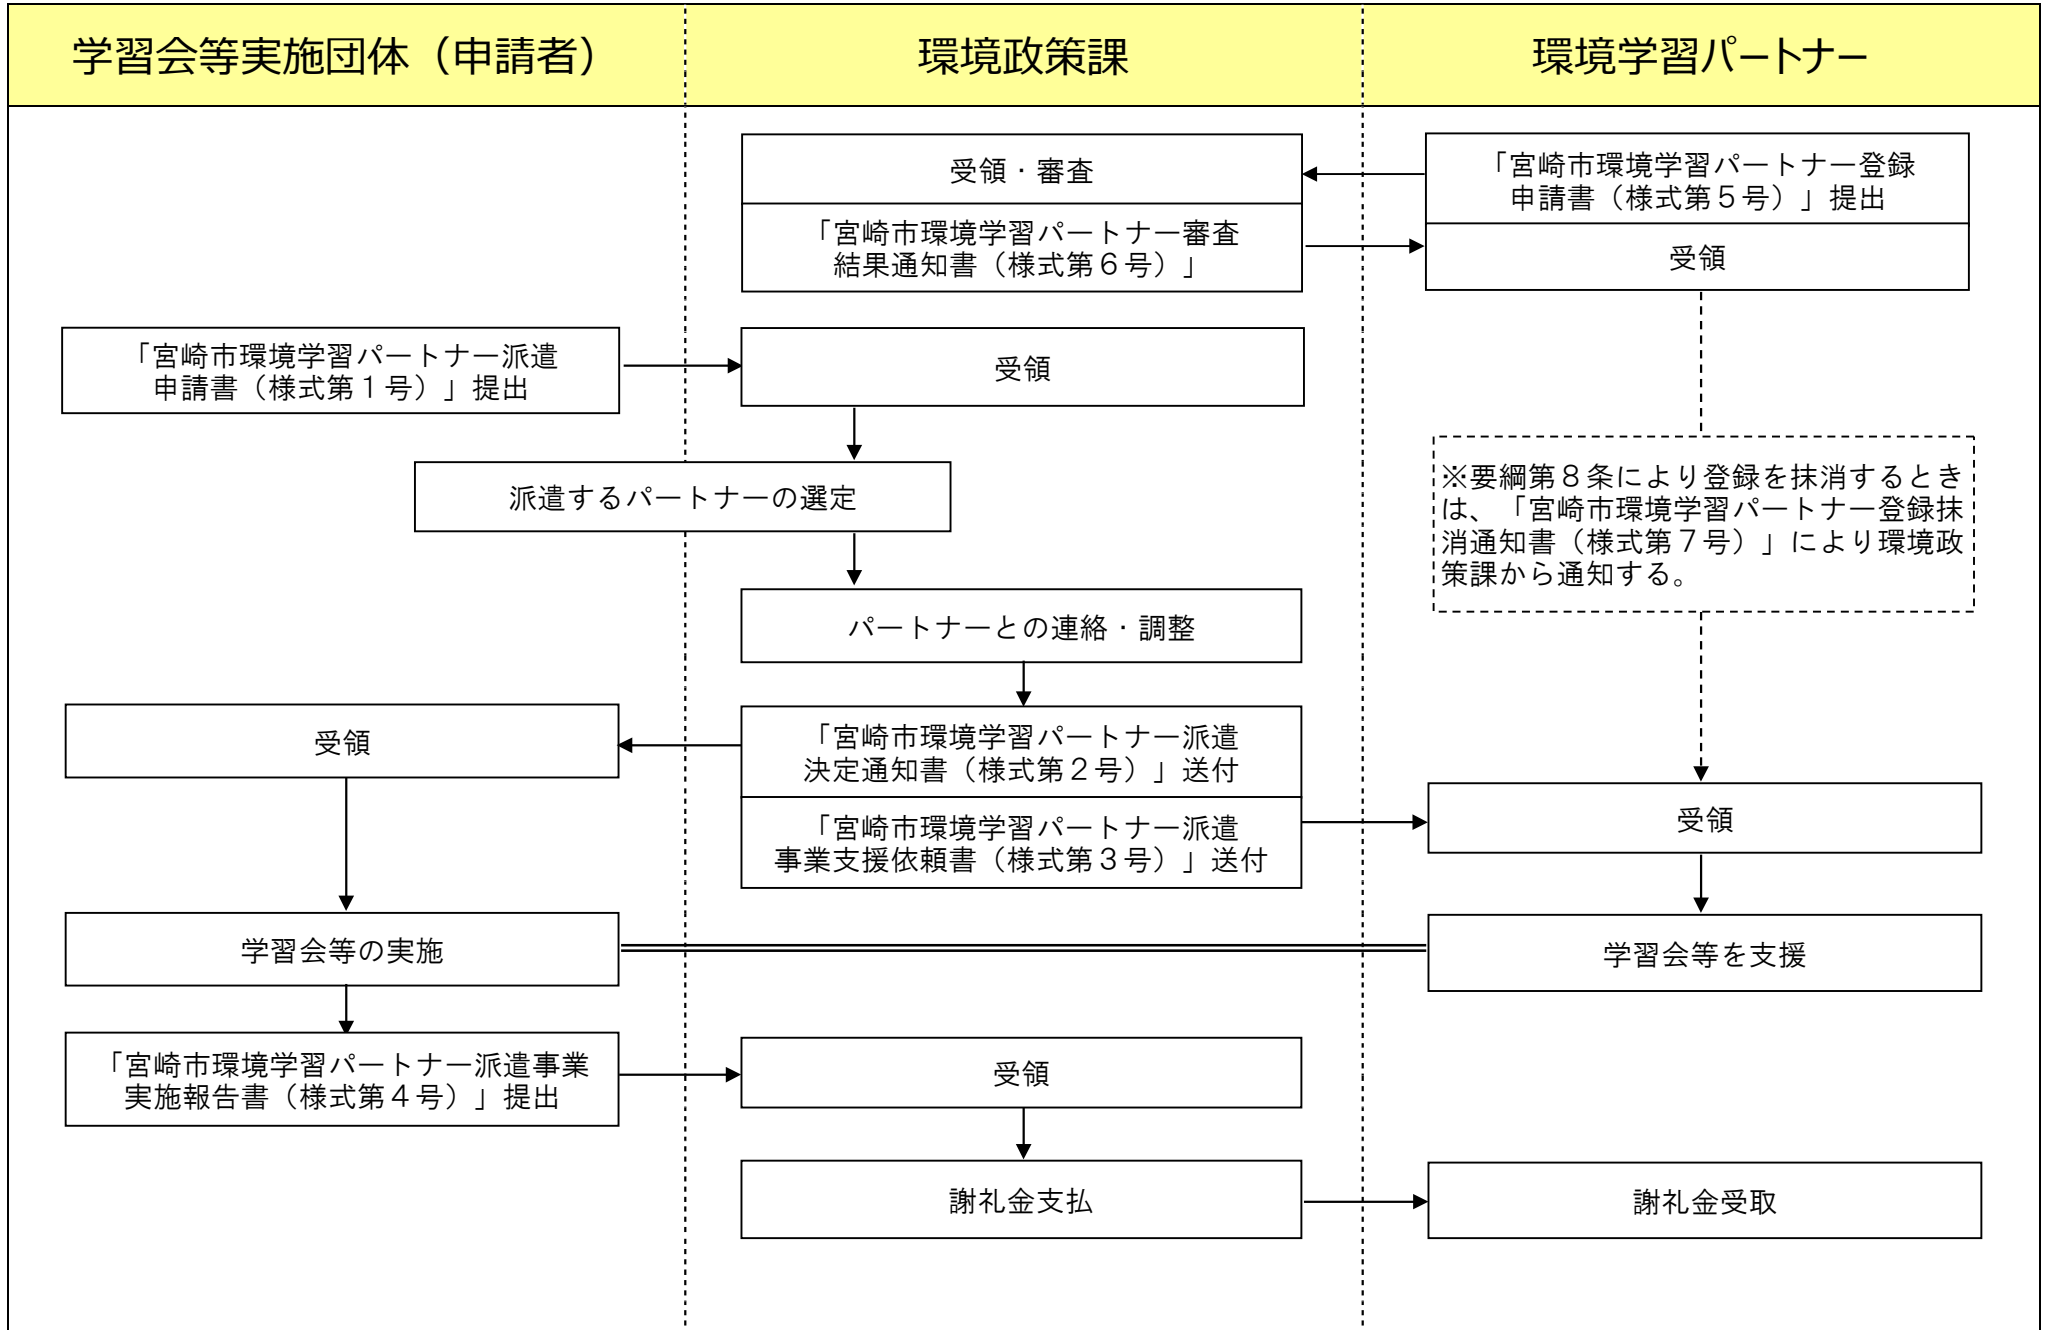 学習会等実施団体（申請者）
環境政策課
環境学習パートナー
受領・審査
「宮崎市環境学習パートナー登録
申請書（様式第５号）」提出
「宮崎市環境学習パートナー審査
結果通知書（様式第６号）」
受領
「宮崎市環境学習パートナー派遣
申請書（様式第１号）」提出
受領
派遣するパートナーの選定
※要綱第８条により登録を抹消するとき
は、「宮崎市環境学習パートナー登録抹
消通知書（様式第７号）」により環境政
策課から通知する。
パートナーとの連絡・調整
受領
「宮崎市環境学習パートナー派遣
決定通知書（様式第２号）」送付
「宮崎市環境学習パートナー派遣
事業支援依頼書（様式第３号）」送付
受領
学習会等の実施
学習会等を支援
「宮崎市環境学習パートナー派遣事業
実施報告書（様式第４号）」提出
受領
謝礼金支払
謝礼金受取